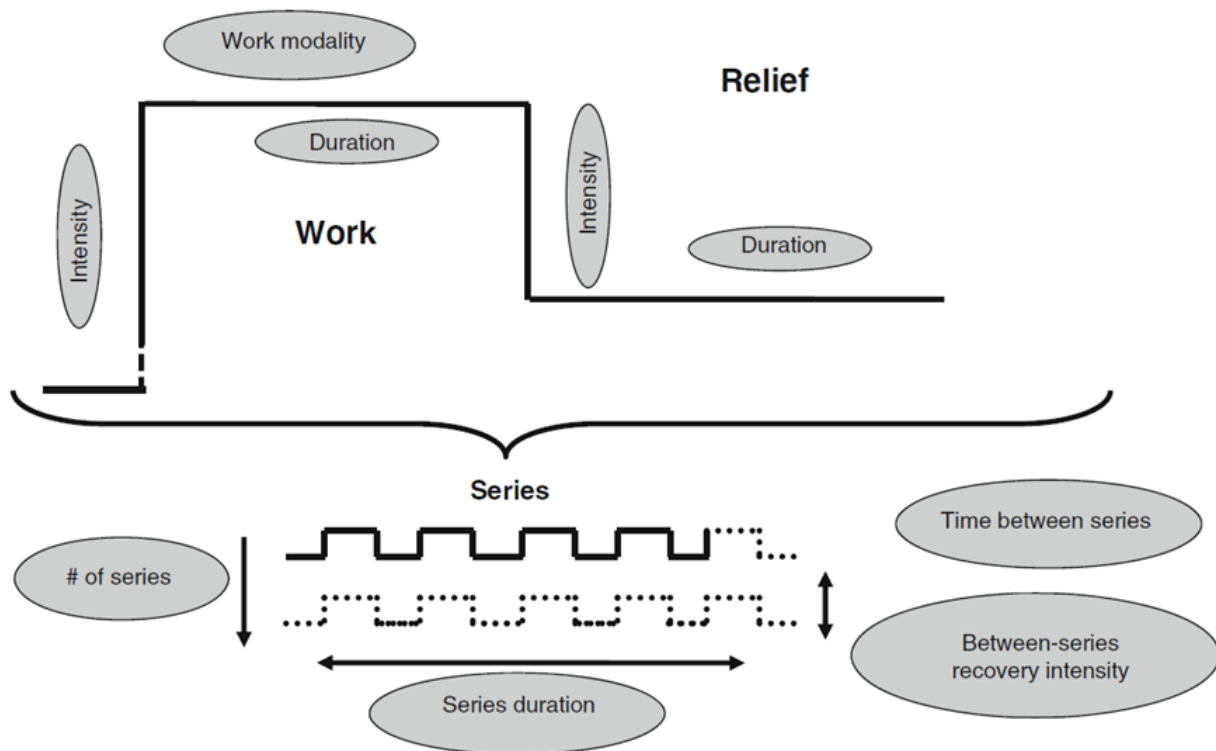 Work modality
Relief
Duration
Intensity
Intensity
Work
Duration
Series
Time between series
# of series
Between-series
recovery intensity
Series duration